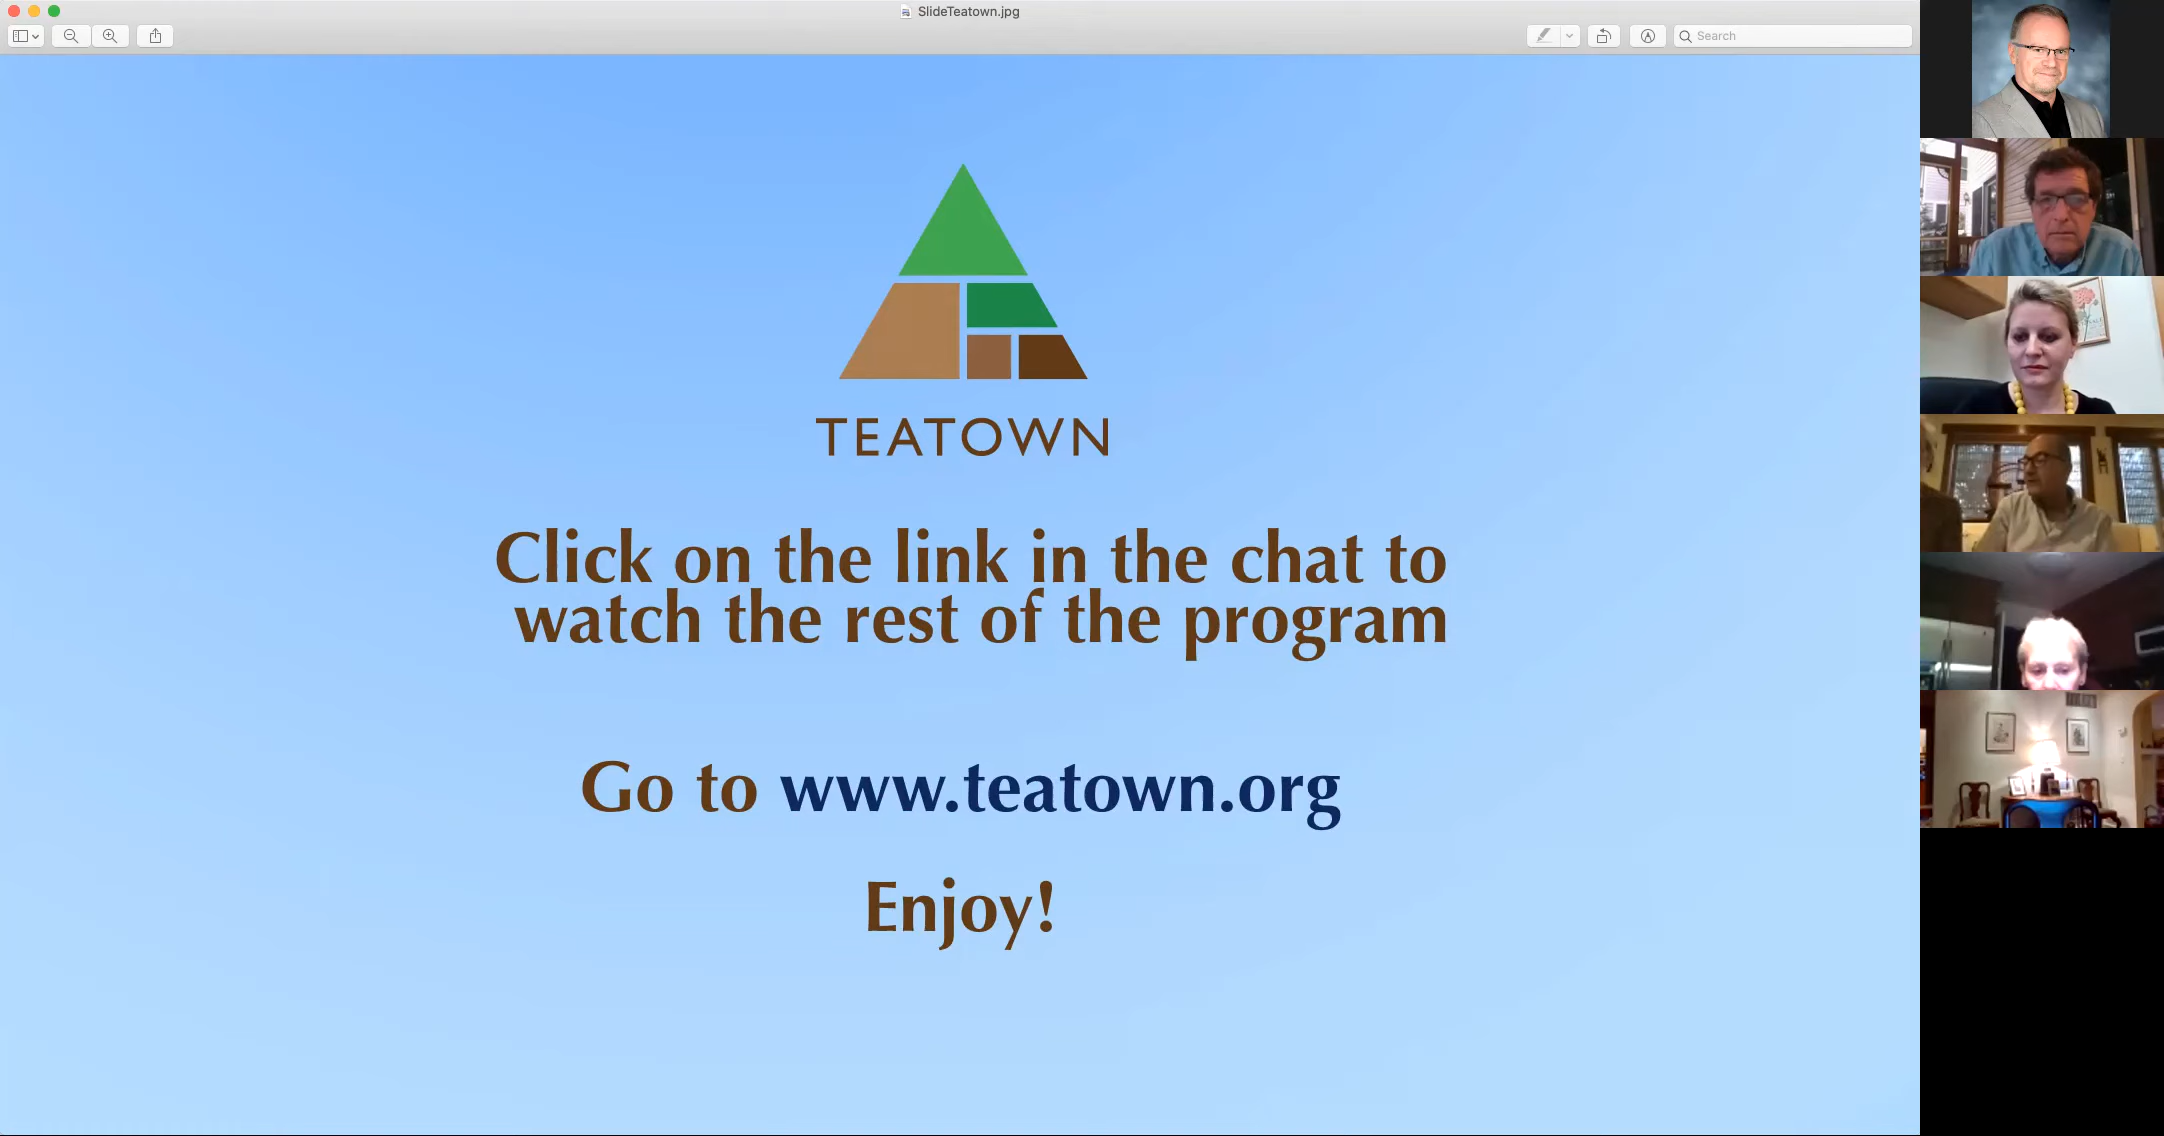 SlideTeatown.jpg
Search
TEATOWN
Click on the link in the chat to
watch the rest of the program
Go to www.teatown.org
Enjoy!